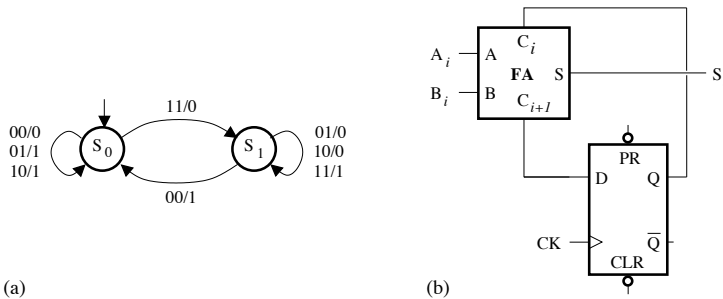 11/0
00/0
01/1
10/1
S0
S1
01/0
10/0
11/1
00/1
(a)
Ci
Ai
A
FA
S
S
Bi
B
Ci+1
PR
D
Q
CK
Q̅
CLR
(b)